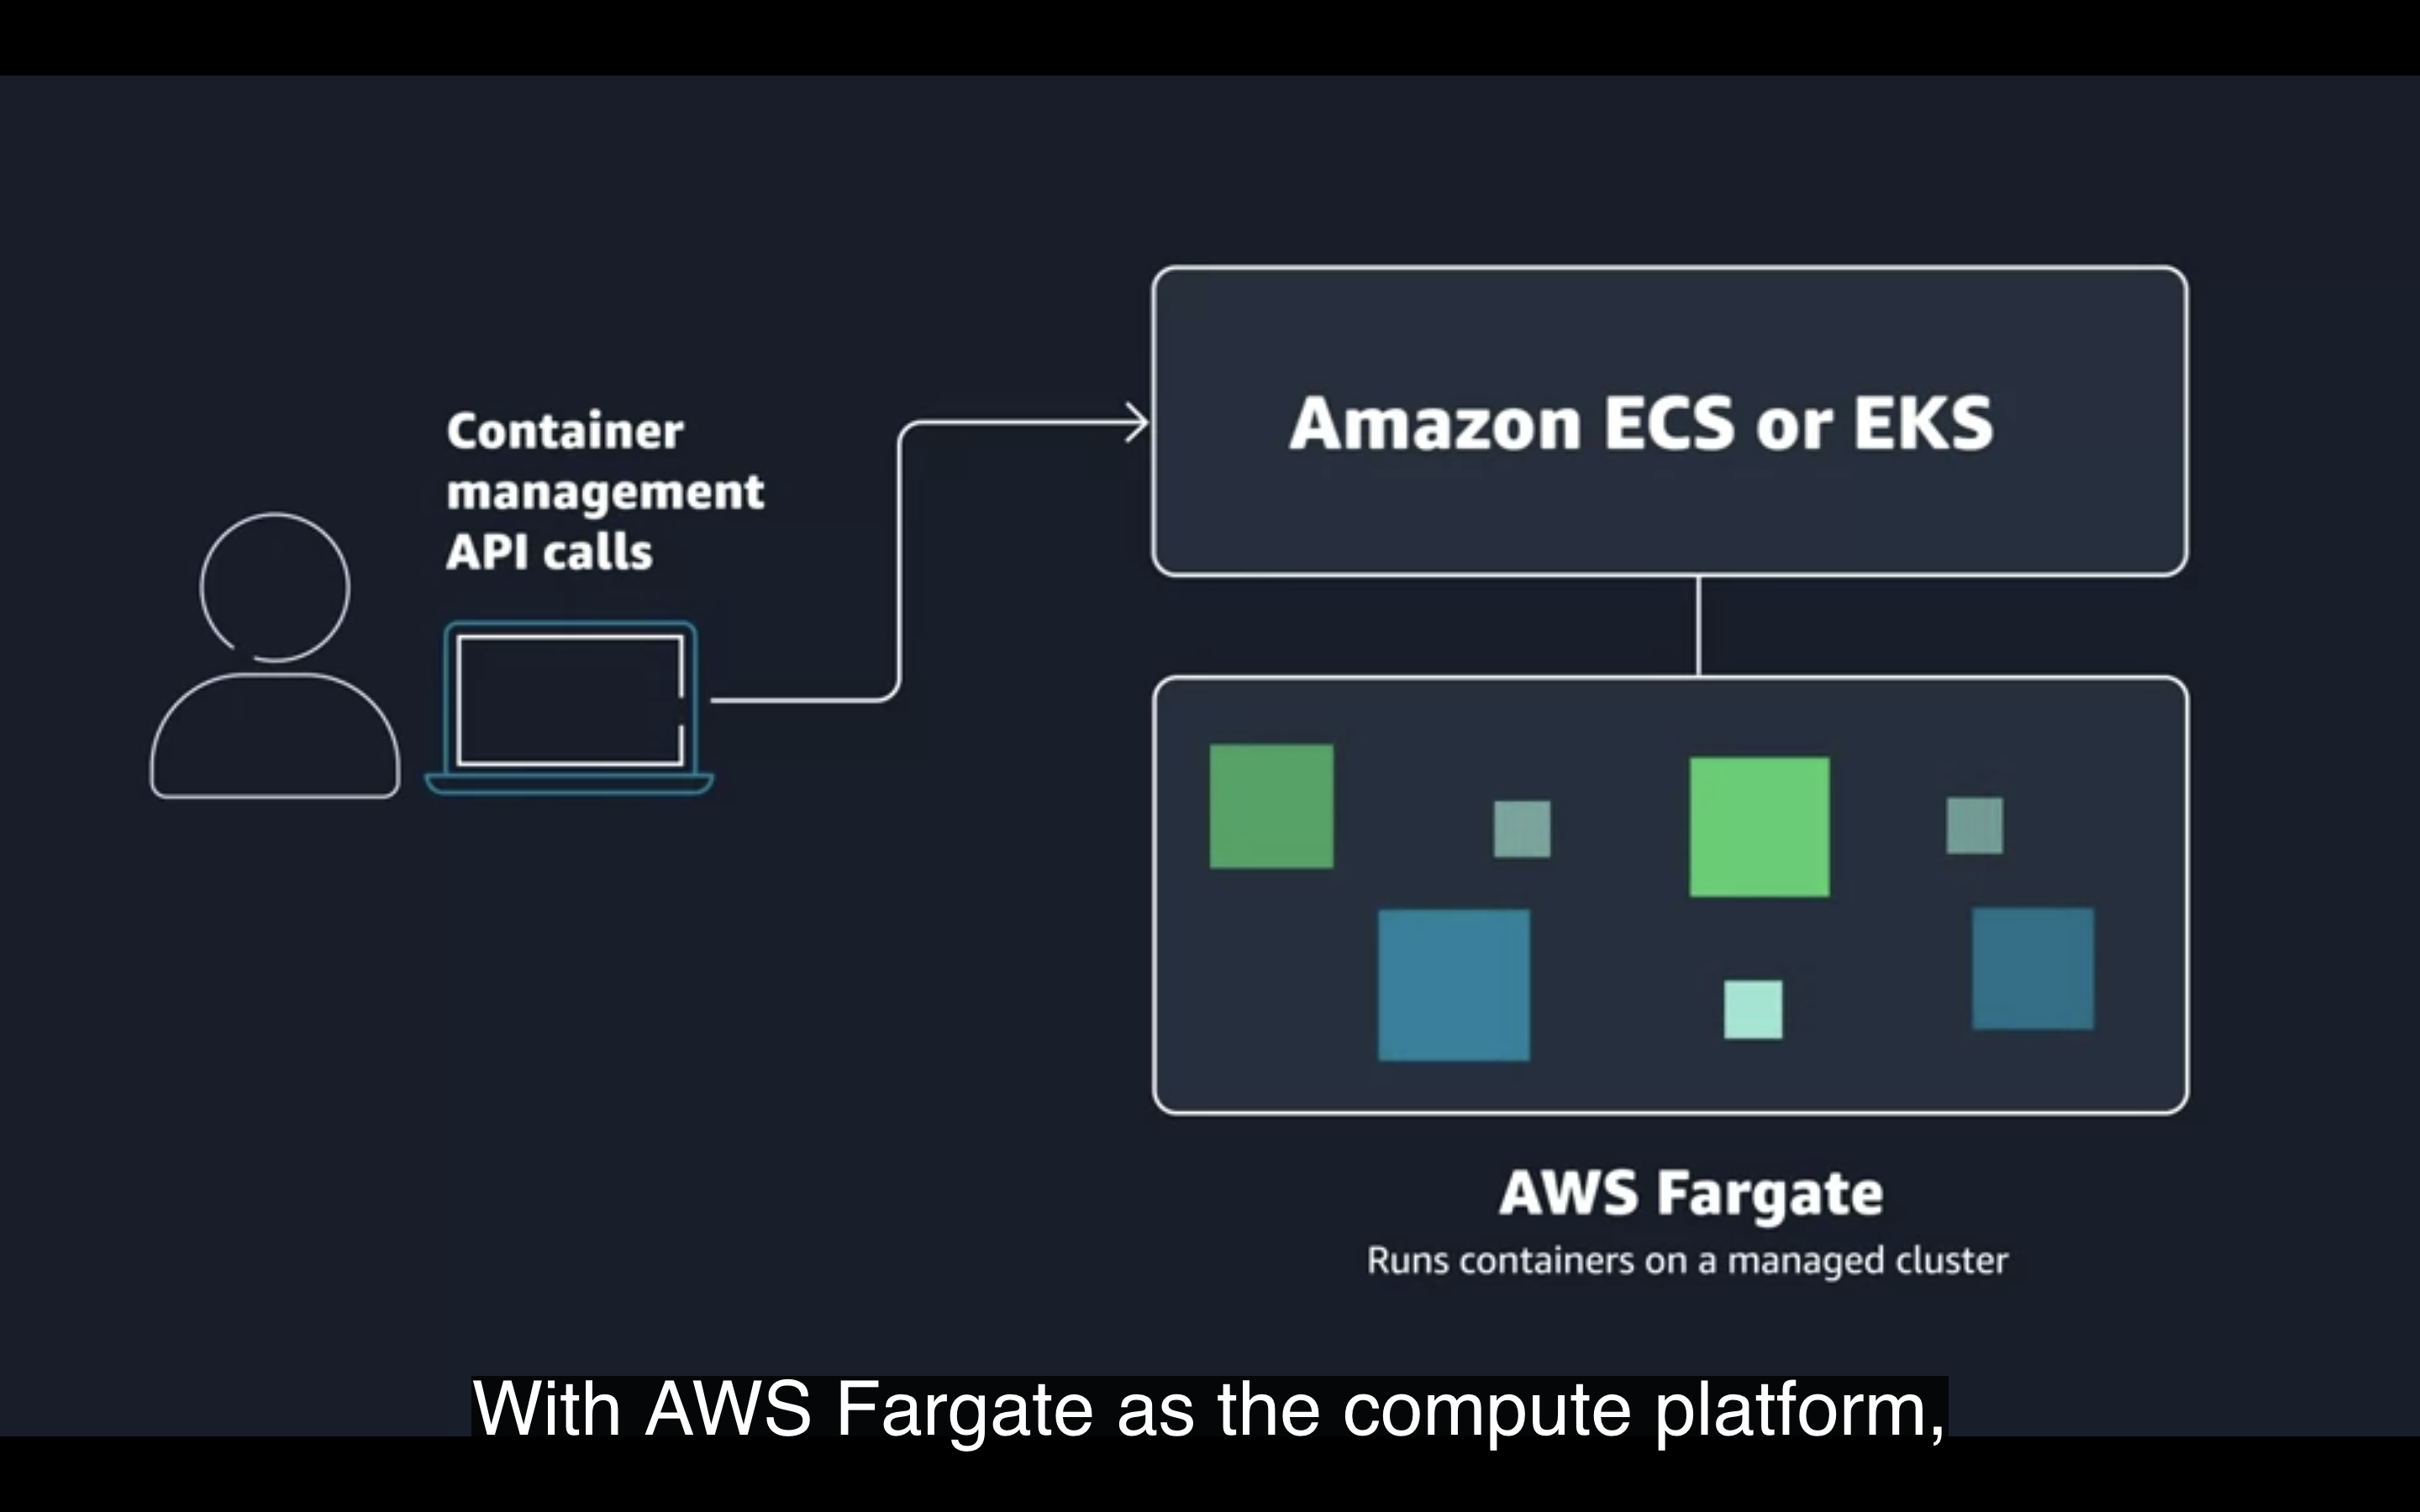 Container
management
API calls
Amazon ECS or EKS
AWS Fargate
Runs containers on a managed cluster
With AWS Fargate as the compute platform,